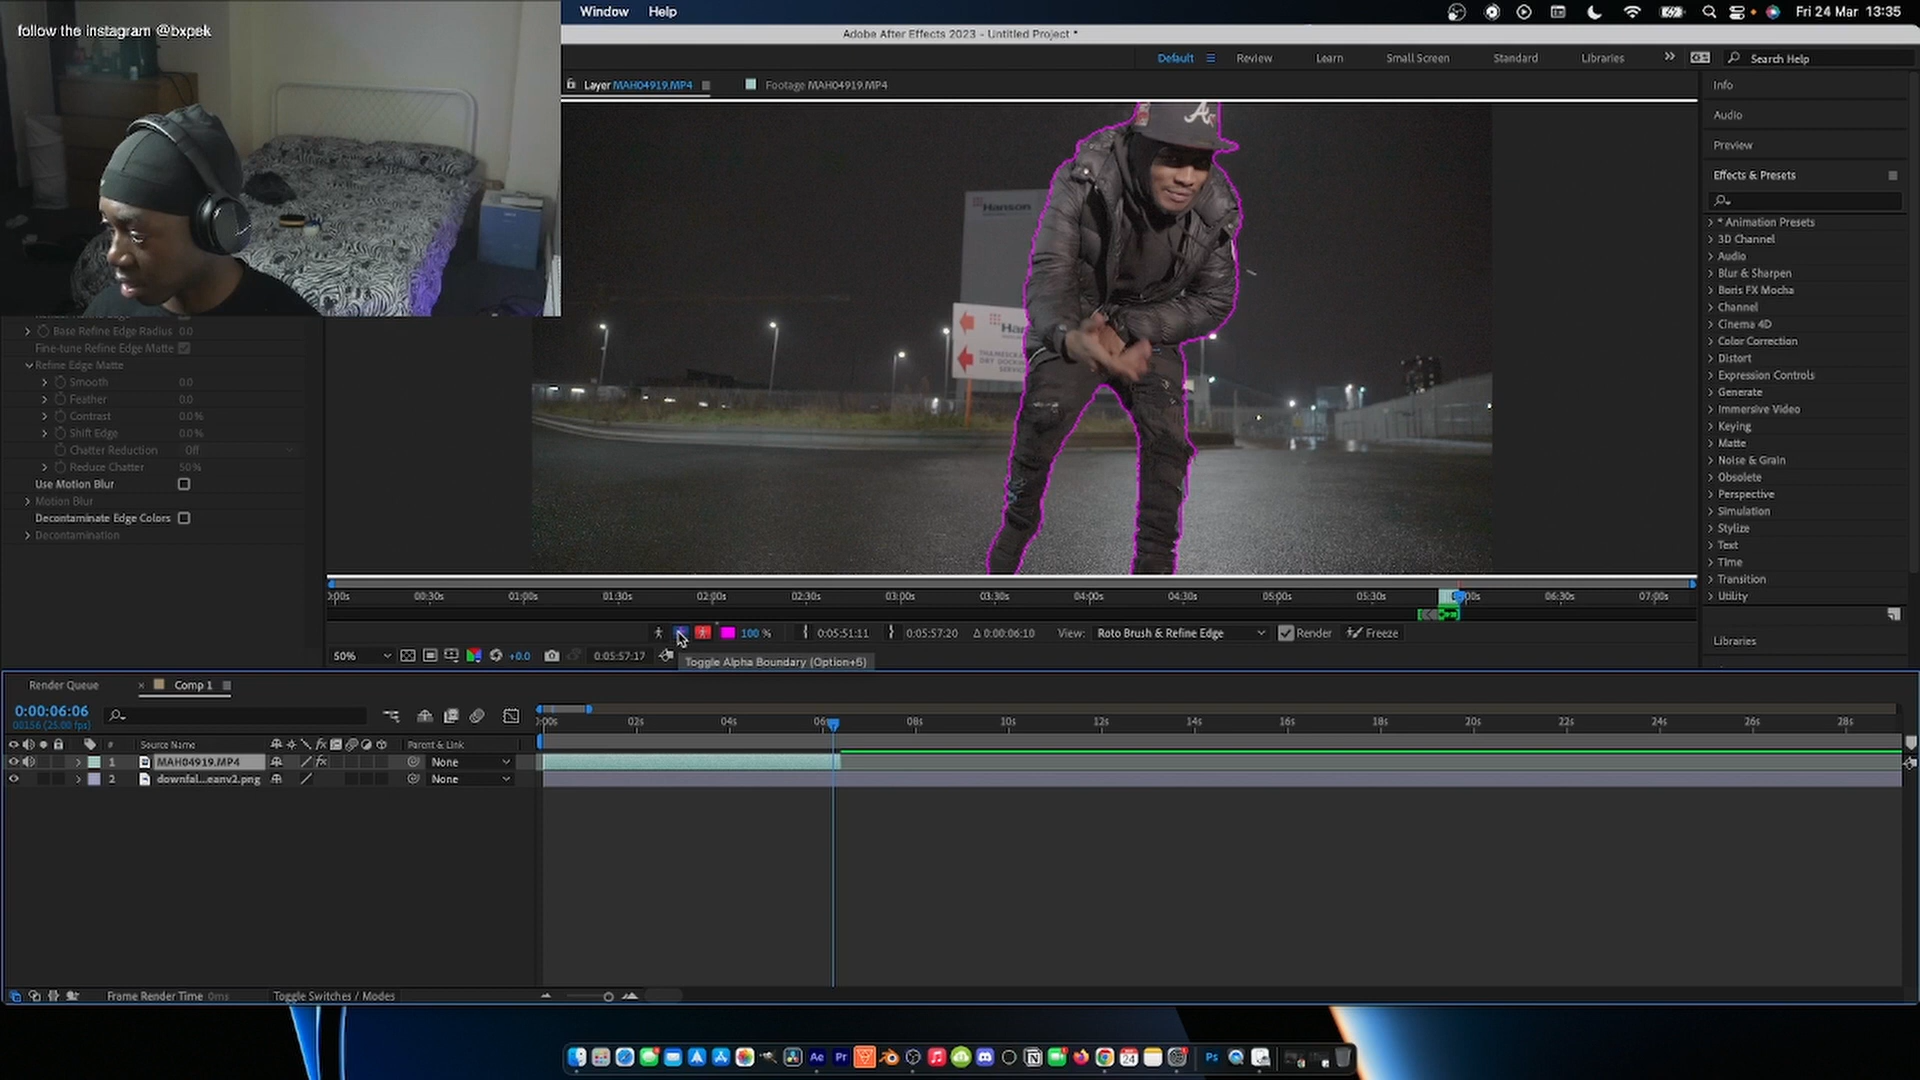 follow the instagram @bxpek
Window Help
Fri 24 Mar 13:35
Adobe After Effects 2023 - Untitled Project *
Default Review Learn Small Screen Standard Libraries Search Help
Layer MAH04919.MP4
Footage MAH04919.MP4
Hanson
Base Refine Edge Radius 0.0
Fine-tune Refine Edge Matte
Refine Edge Matte
Smooth 0.0
Feather 0.0
Contrast 0.0%
Shift Edge 0.0%
Chatter Reduction Off
Reduce Chatter 50%
Use Motion Blur
Motion Blur
Decontaminate Edge Colors
Decontamination
Info
Audio
Preview
Effects & Presets
* Animation Presets
3D Channel
Audio
Blur & Sharpen
Boris FX Mocha
Channel
Cinema 4D
Color Correction
Distort
Expression Controls
Generate
Immersive Video
Keying
Matte
Noise & Grain
Obsolete
Perspective
Simulation
Stylize
Text
Time
Transition
Utility
Libraries
00:30s 01:00s 01:30s 02:00s 02:30s 03:00s 03:30s 04:00s 04:30s 05:00s 05:30s 06:30s 07:00s
100 % 0:05:51:11 0:05:57:20 Δ 0:00:06:10 View: Roto Brush & Refine Edge Render Freeze
50% +0.0 0:05:57:17
Toggle Alpha Boundary (Option+5)
Render Queue × Comp 1
0:00:06:06
00156 (25.00 fps)
02s 04s 08s 10s 12s 14s 16s 18s 20s 22s 24s 26s 28s
# Source Name Parent & Link
1 MAH04919.MP4 None
2 downfal...eanv2.png None
Frame Render Time 0ms Toggle Switches / Modes
Ae Pr 24 Ps